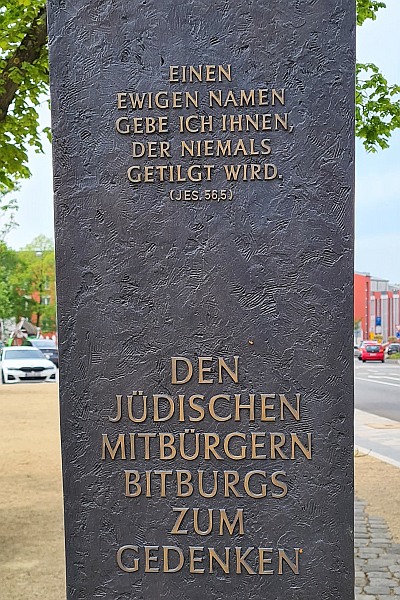 EINEN
EWIGEN NAMEN
GEBE ICH IHNEN,
DER NIEMALS
GETILGT WIRD.
(JES. 56,5)
DEN
JÜDISCHEN
MITBÜRGERN
BITBURGS
ZUM
GEDENKEN